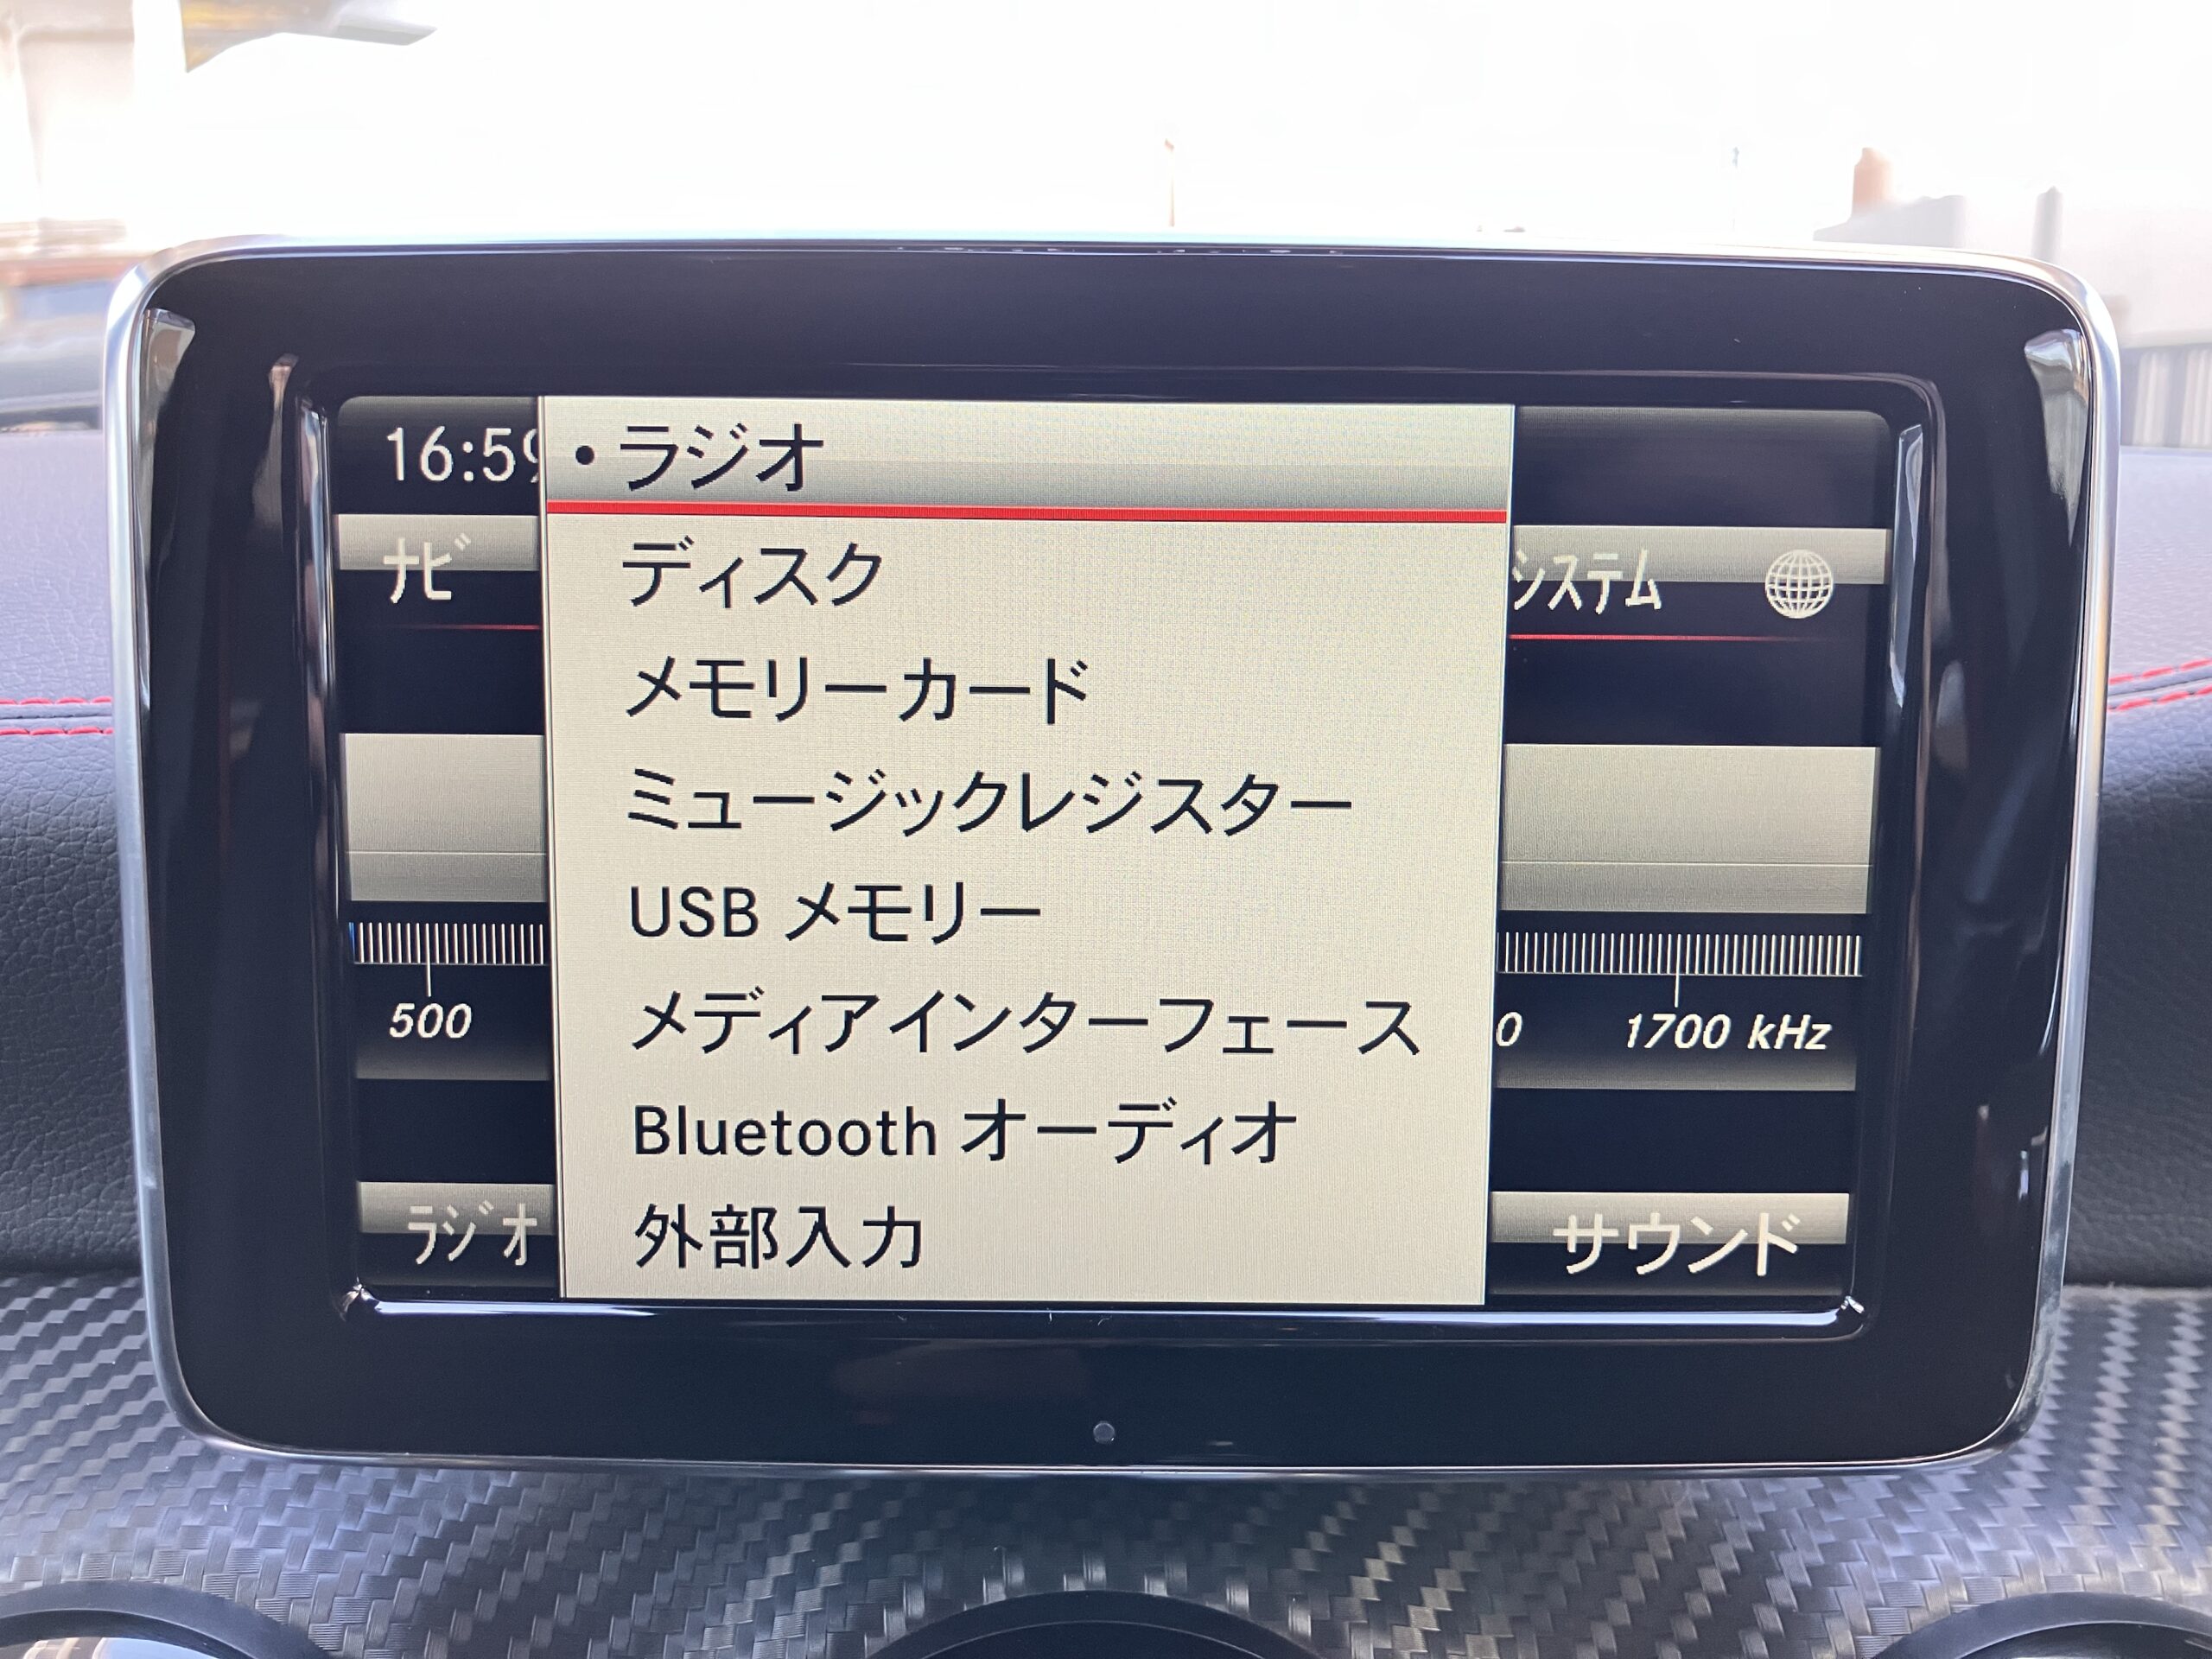 16:59
・ラジオ
ナビ
ディスク
システム
メモリーカード
ミュージックレジスター
USB メモリー
500
メディアインターフェース
0
1700 kHz
Bluetooth オーディオ
ラジオ
外部入力
サウンド